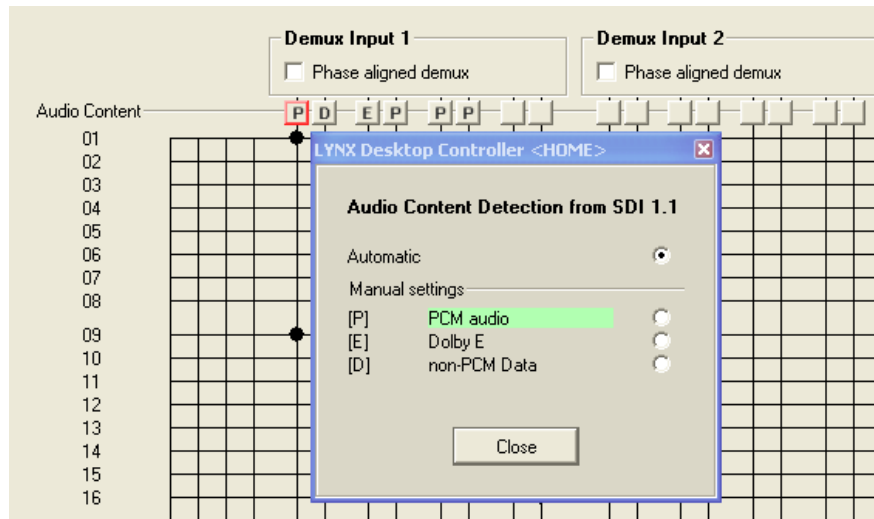 Demux Input 1
Demux Input 2
Phase aligned demux
Phase aligned demux
Audio Content
P D E P P P
01
02
03
04
05
06
07
08
09
10
11
12
13
14
15
16
LYNX Desktop Controller <HOME>
Audio Content Detection from SDI 1.1
Automatic
Manual settings
[P] PCM audio
[E] Dolby E
[D] non-PCM Data
Close